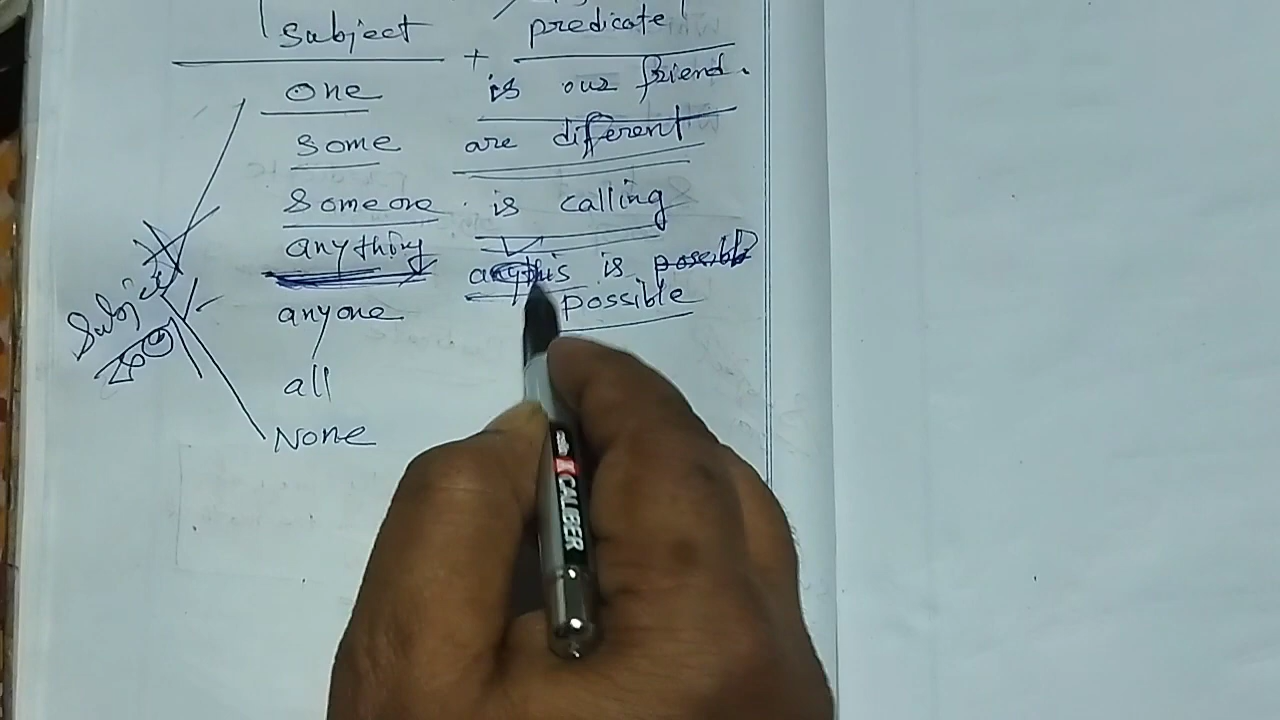 Subject + predicate
one is our friend.
some are different
Someone is calling
anything is
possible
anyone
all
None
Subject
CALIBER